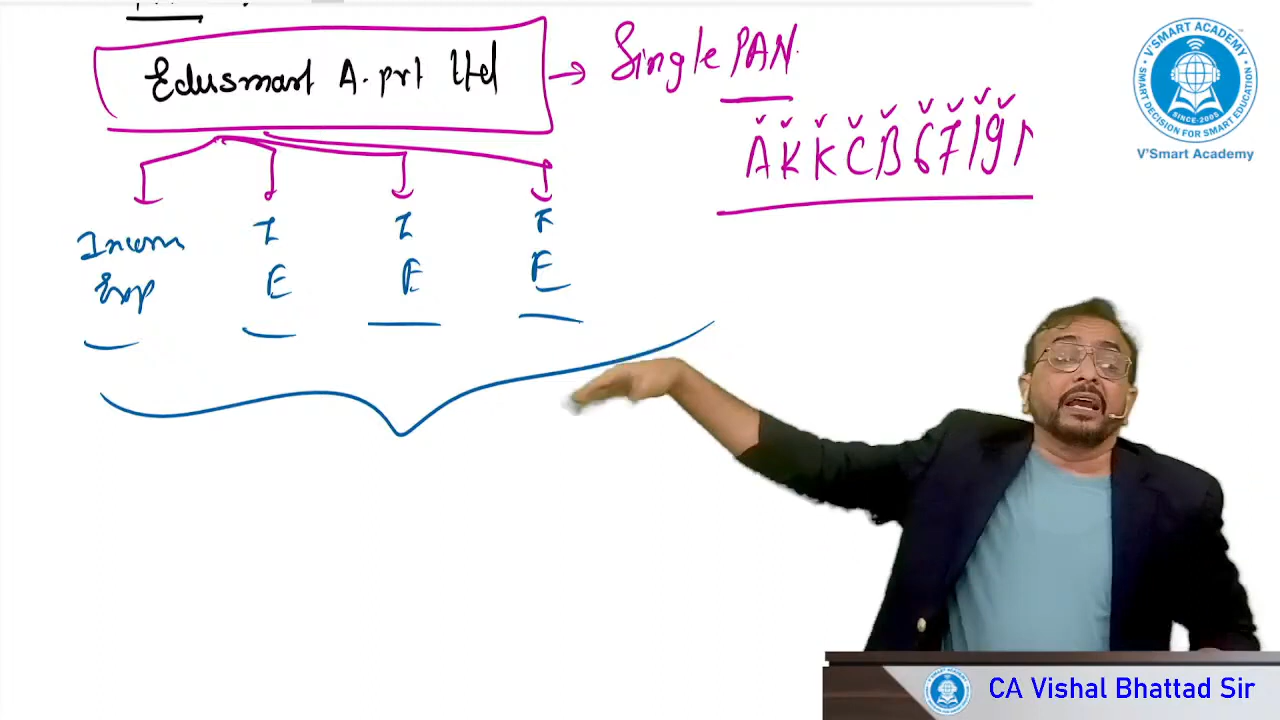 Edusmart A. prt Ltd → Single PAN.
AKKCB6719
Incom I I
Exp E E E
V'SMART ACADEMY
SMART DECISION FOR SMART EDUCATION
SINCE-2005
V'Smart Academy
CA Vishal Bhattad Sir